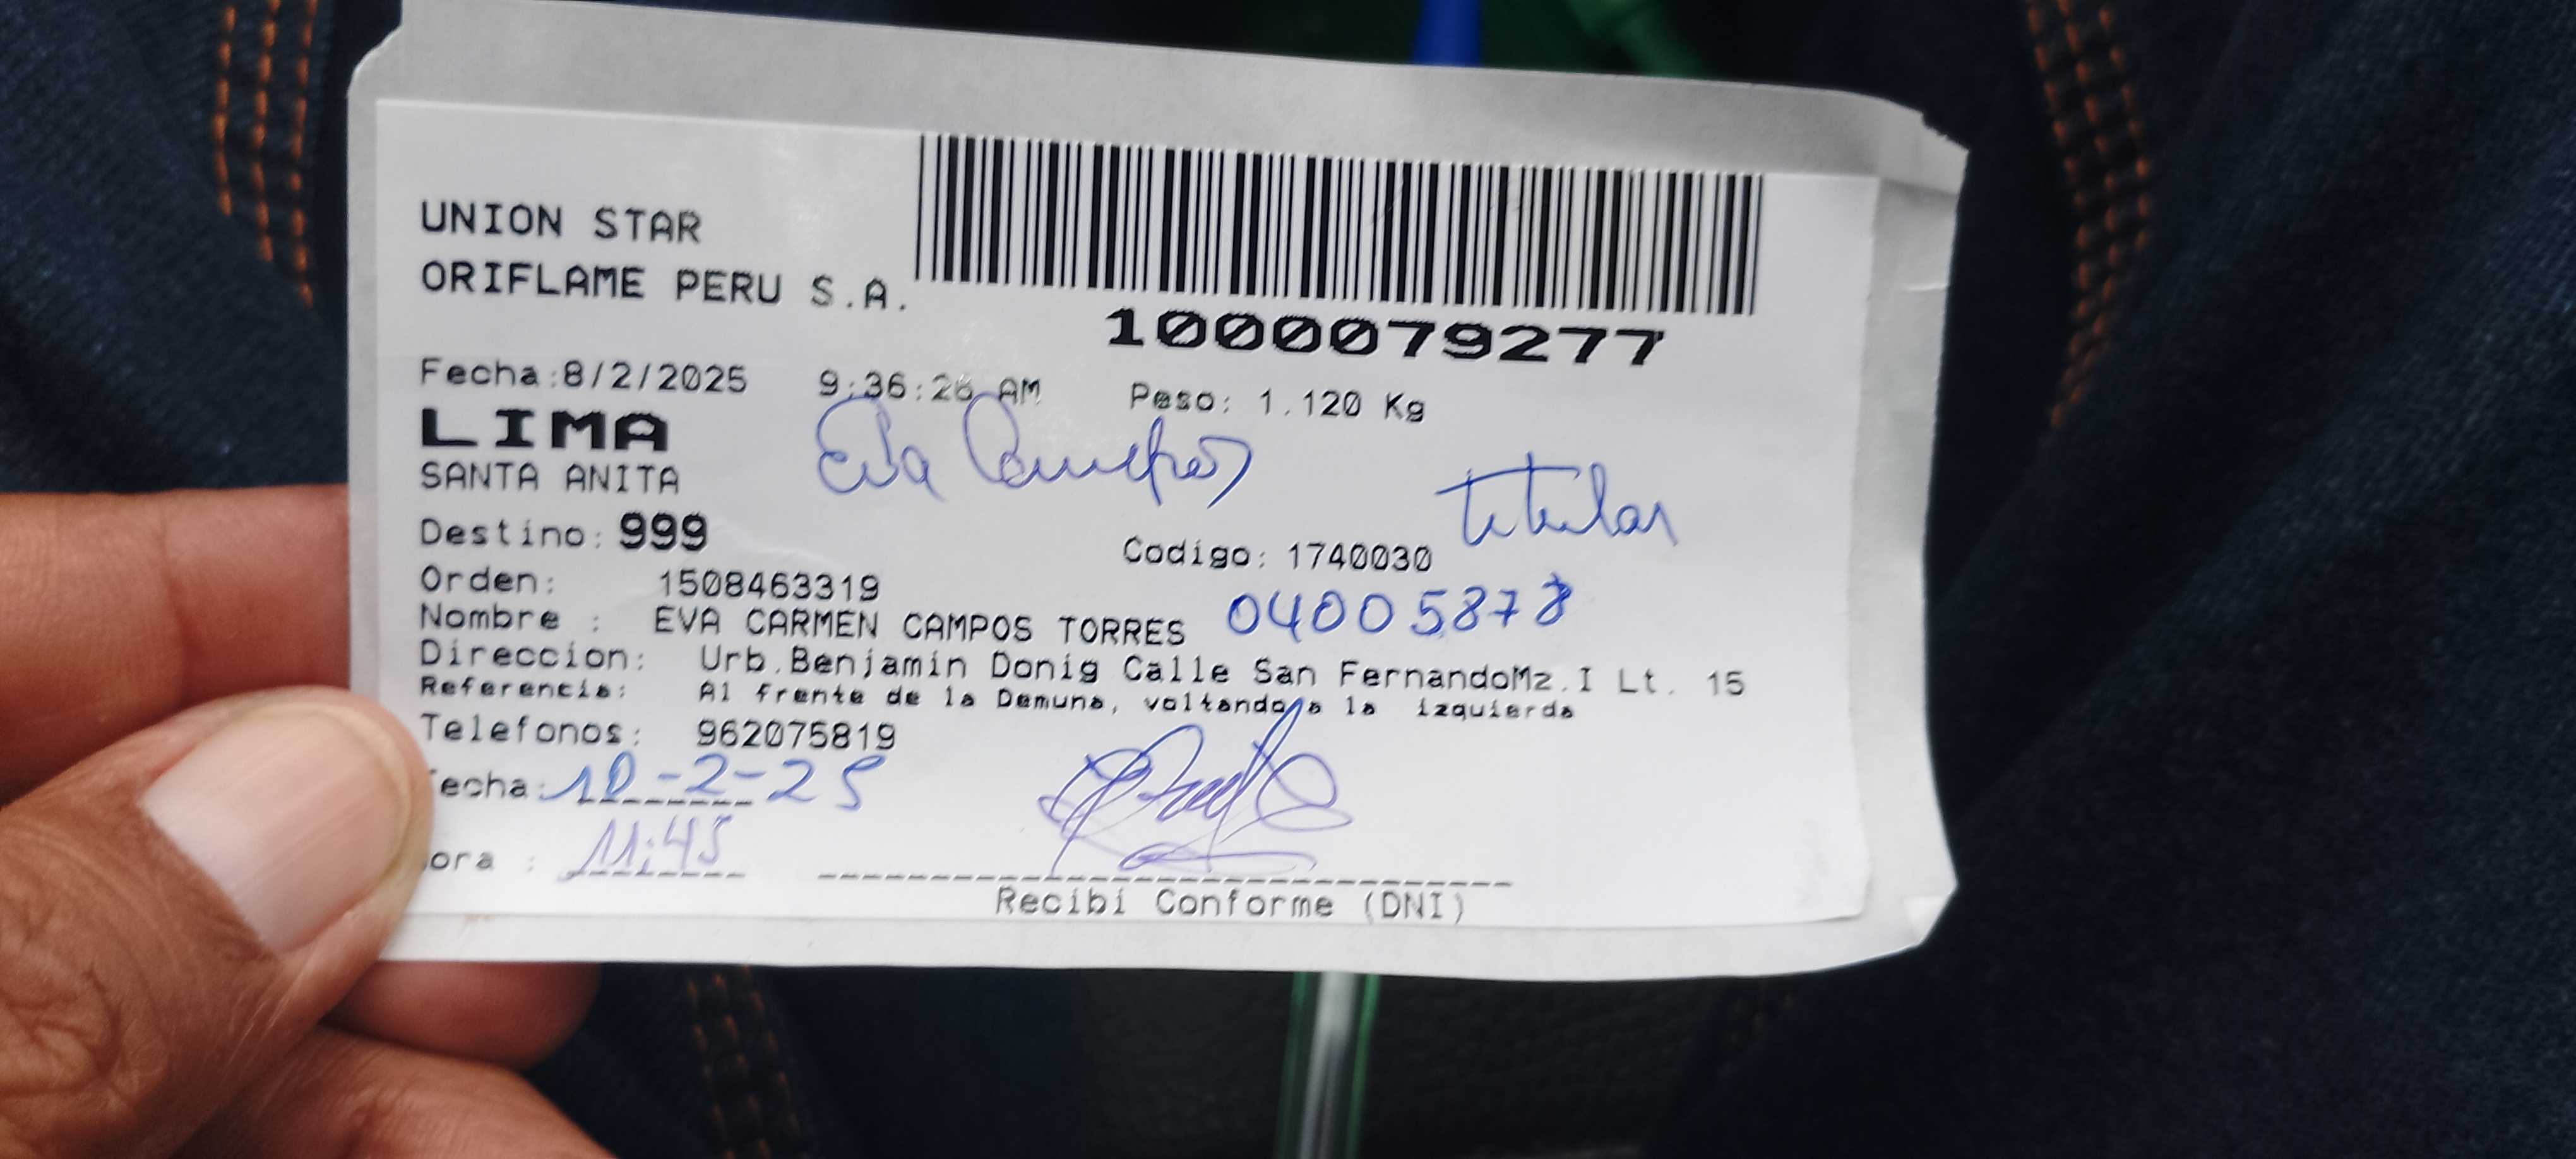 UNION STAR
ORIFLAME PERU S.A.
1000079277
Fecha:8/2/2025 9:36:26 AM Peso: 1.120 Kg
LIMA
Eva Campos
SANTA ANITA
titular
Destino: 999
Codigo: 1740030
Orden: 1508463319
Nombre : EVA CARMEN CAMPOS TORRES 04005878
Direccion: Urb.Benjamin Donig Calle San FernandoMz.I Lt. 15
Referencia: Al frente de la Demuna, voltando a la izquierda
Telefonos: 962075819
echa: 10-2-25
ora : 11:45
Recibi Conforme (DNI)